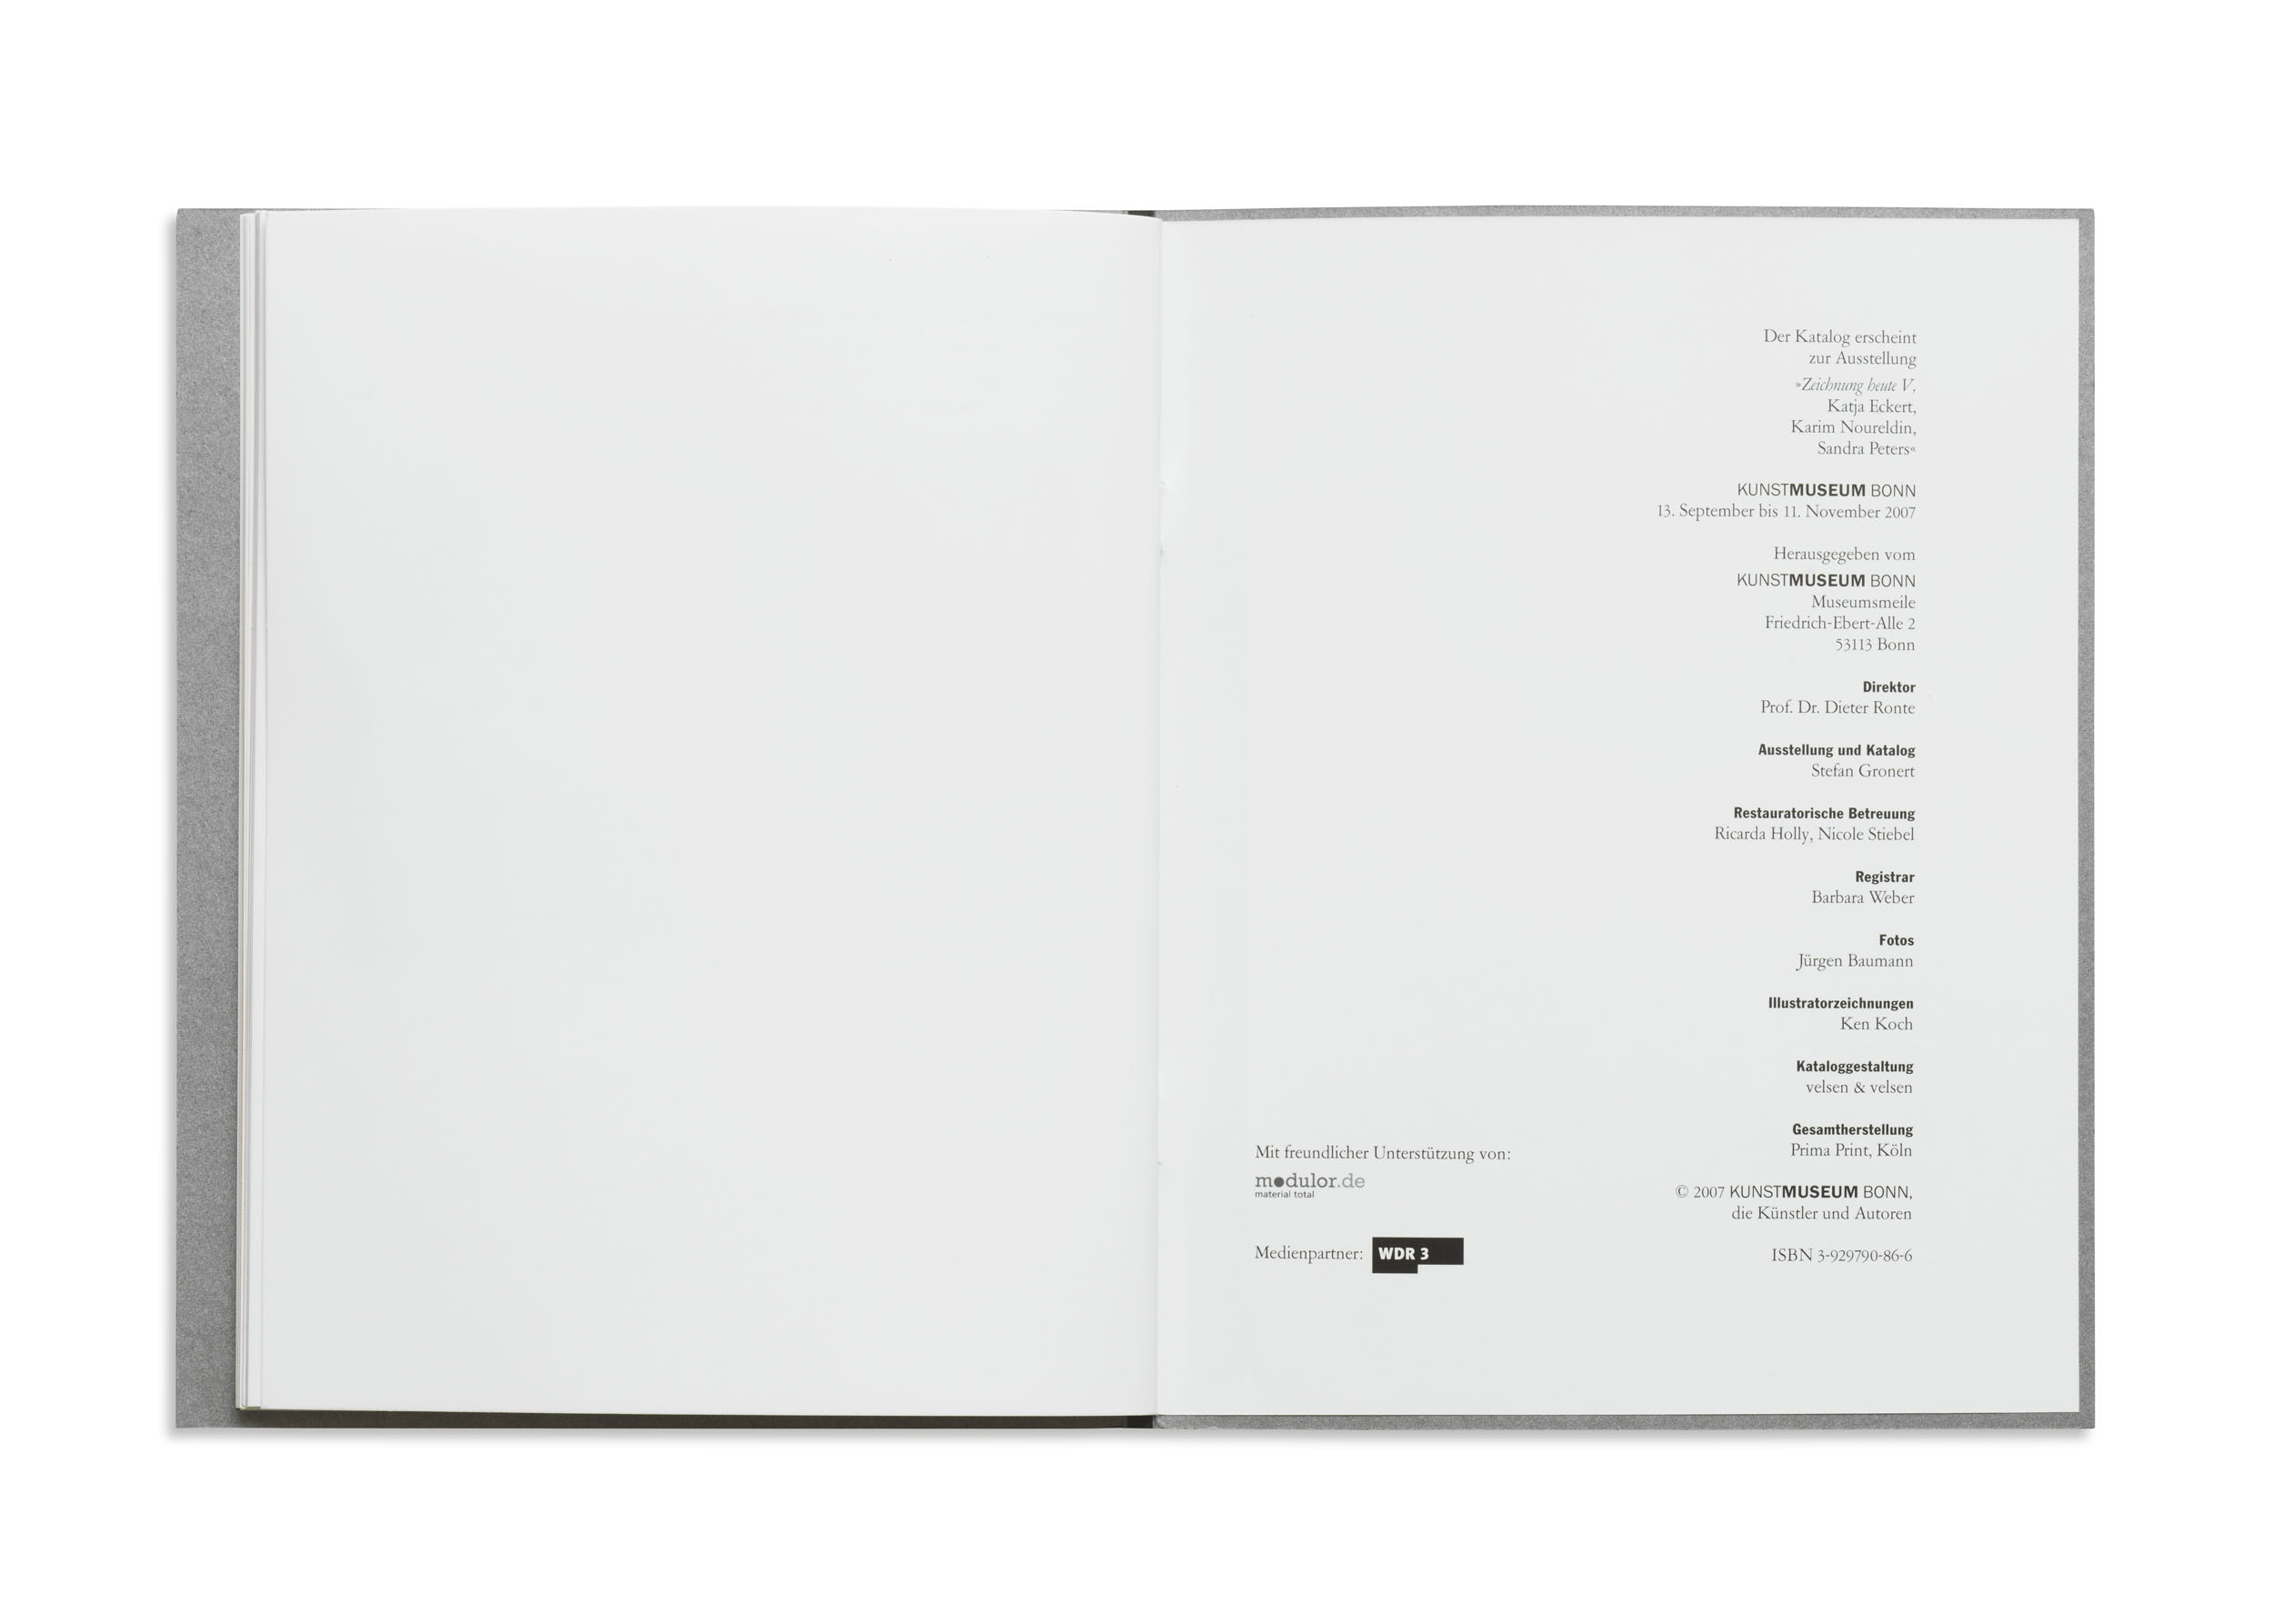 Der Katalog erscheint
zur Ausstellung
»Zeichnung heute V,
Katja Eckert,
Karim Noureldin,
Sandra Peters«
KUNSTMUSEUM BONN
13. September bis 11. November 2007
Herausgegeben vom
KUNSTMUSEUM BONN
Museumsmeile
Friedrich-Ebert-Alle 2
53113 Bonn
Direktor
Prof. Dr. Dieter Ronte
Ausstellung und Katalog
Stefan Gronert
Restauratorische Betreuung
Ricarda Holly, Nicole Stiebel
Registrar
Barbara Weber
Fotos
Jürgen Baumann
Illustratorzeichnungen
Ken Koch
Kataloggestaltung
velsen & velsen
Gesamtherstellung
Prima Print, Köln
© 2007 KUNSTMUSEUM BONN,
die Künstler und Autoren
ISBN 3-929790-86-6
Mit freundlicher Unterstützung von:
modulor.de
material total
Medienpartner: WDR 3